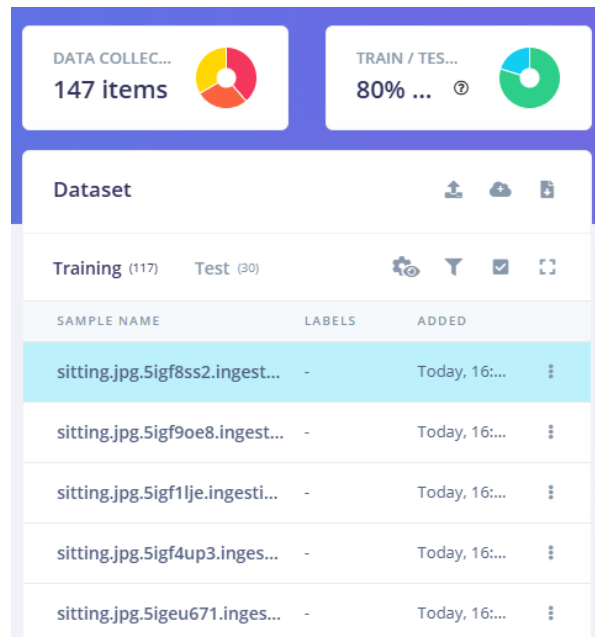 DATA COLLEC...
147 items
TRAIN / TES...
80% ...
Dataset
Training (117) Test (30)
SAMPLE NAME LABELS ADDED
sitting.jpg.5igf8ss2.ingest... - Today, 16:...
sitting.jpg.5igf9oe8.ingest... - Today, 16:...
sitting.jpg.5igf1lje.ingesti... - Today, 16:...
sitting.jpg.5igf4up3.inges... - Today, 16:...
sitting.jpg.5igeu671.inges... - Today, 16:...